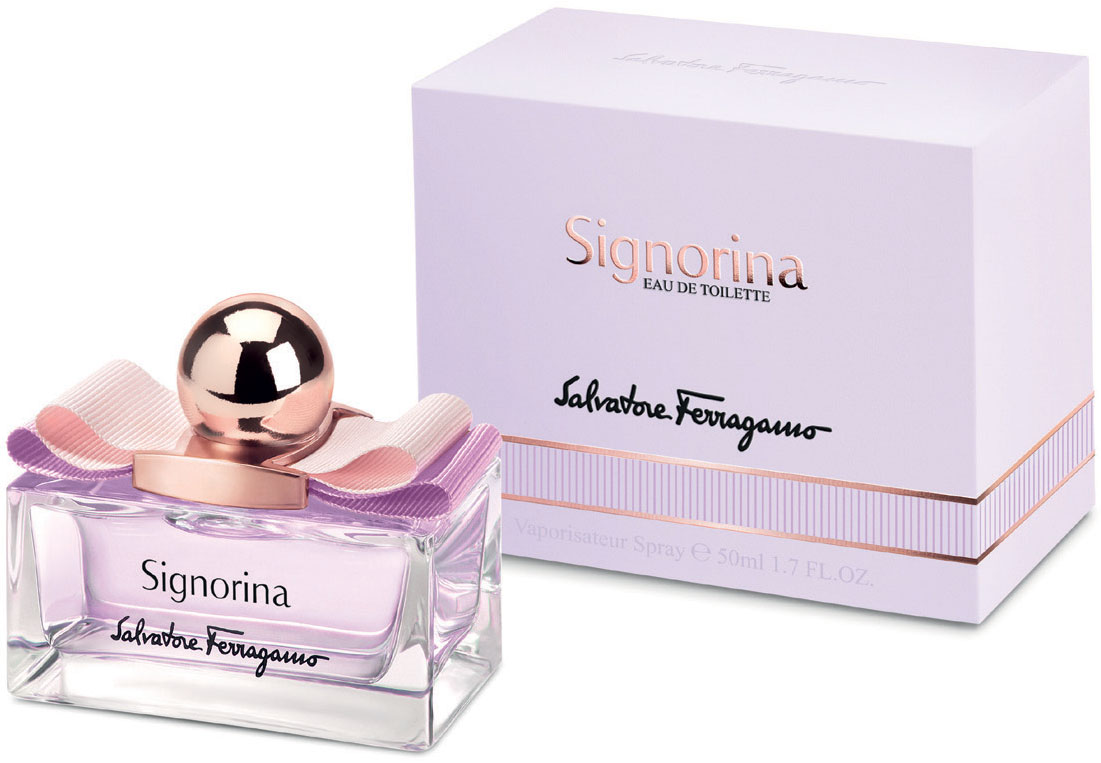 Salvatore Ferragamo
Signorina
EAU DE TOILETTE
Salvatore Ferragamo
Vaporisateur Spray ℮ 50ml 1.7 FL.OZ.
Signorina
Salvatore Ferragamo